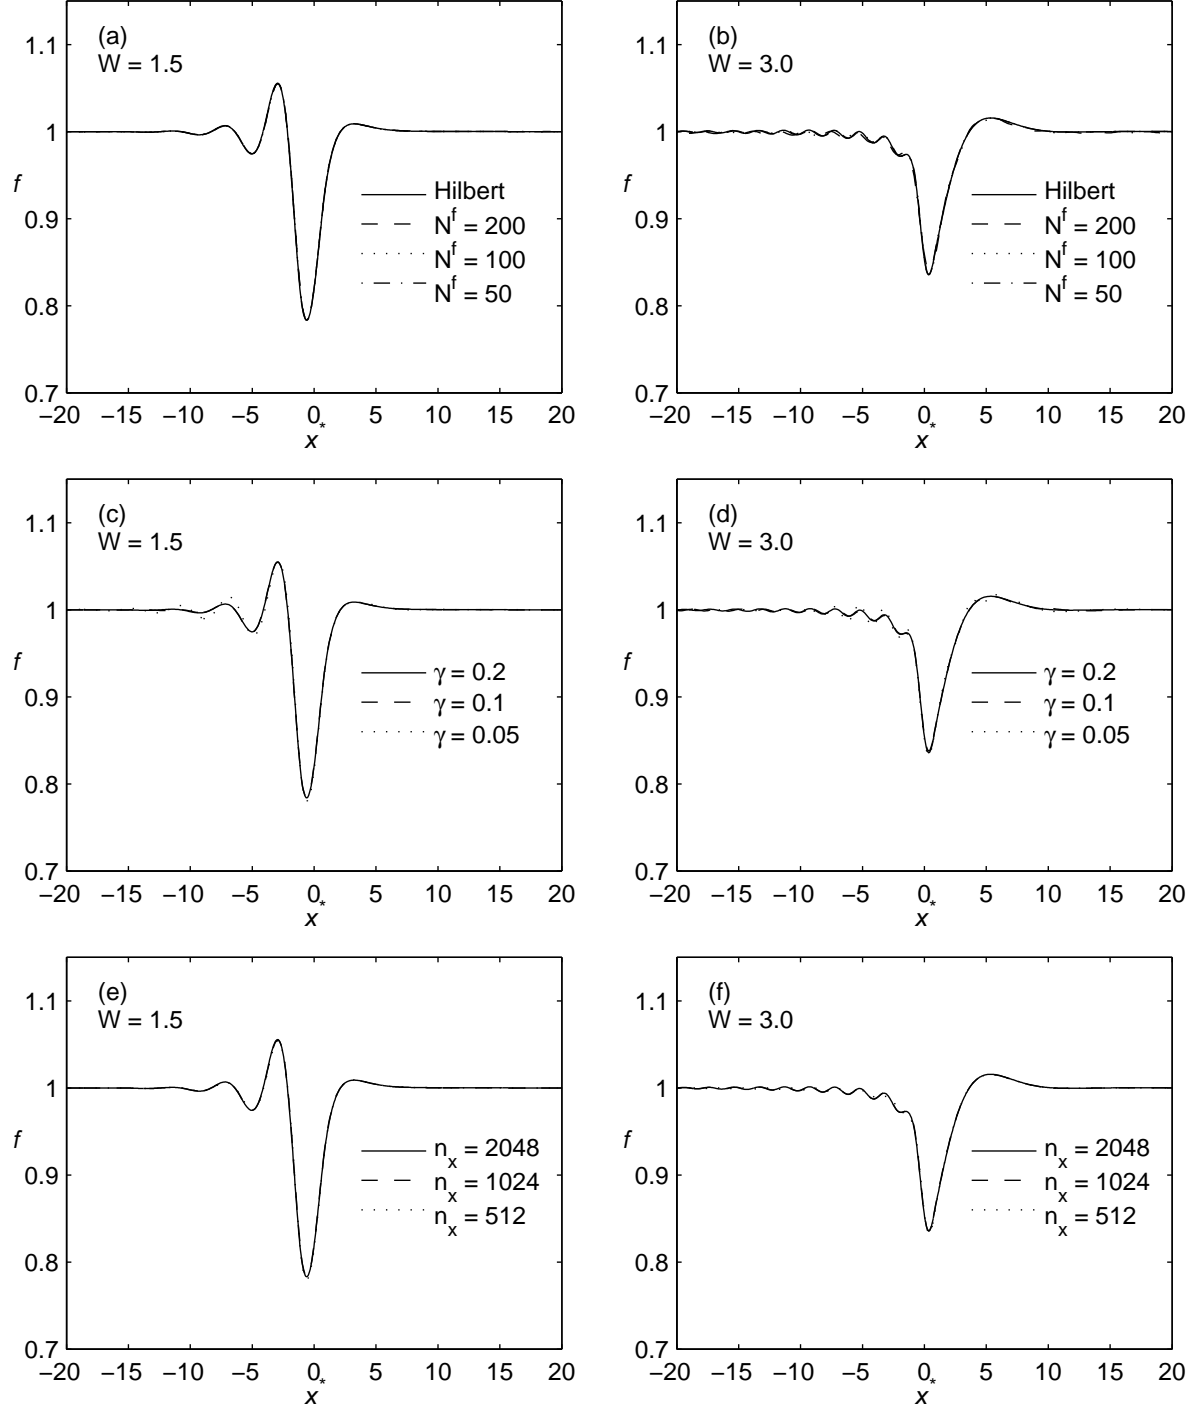 (a)
W = 1.5
1.1
1
0.9
0.8
0.7
f
Hilbert
N^f = 200
N^f = 100
N^f = 50
−20 −15 −10 −5 0 5 10 15 20
x*
(b)
W = 3.0
1.1
1
0.9
0.8
0.7
f
Hilbert
N^f = 200
N^f = 100
N^f = 50
−20 −15 −10 −5 0 5 10 15 20
x*
(c)
W = 1.5
1.1
1
0.9
0.8
0.7
f
γ = 0.2
γ = 0.1
γ = 0.05
−20 −15 −10 −5 0 5 10 15 20
x*
(d)
W = 3.0
1.1
1
0.9
0.8
0.7
f
γ = 0.2
γ = 0.1
γ = 0.05
−20 −15 −10 −5 0 5 10 15 20
x*
(e)
W = 1.5
1.1
1
0.9
0.8
0.7
f
n_x = 2048
n_x = 1024
n_x = 512
−20 −15 −10 −5 0 5 10 15 20
x*
(f)
W = 3.0
1.1
1
0.9
0.8
0.7
f
n_x = 2048
n_x = 1024
n_x = 512
−20 −15 −10 −5 0 5 10 15 20
x*